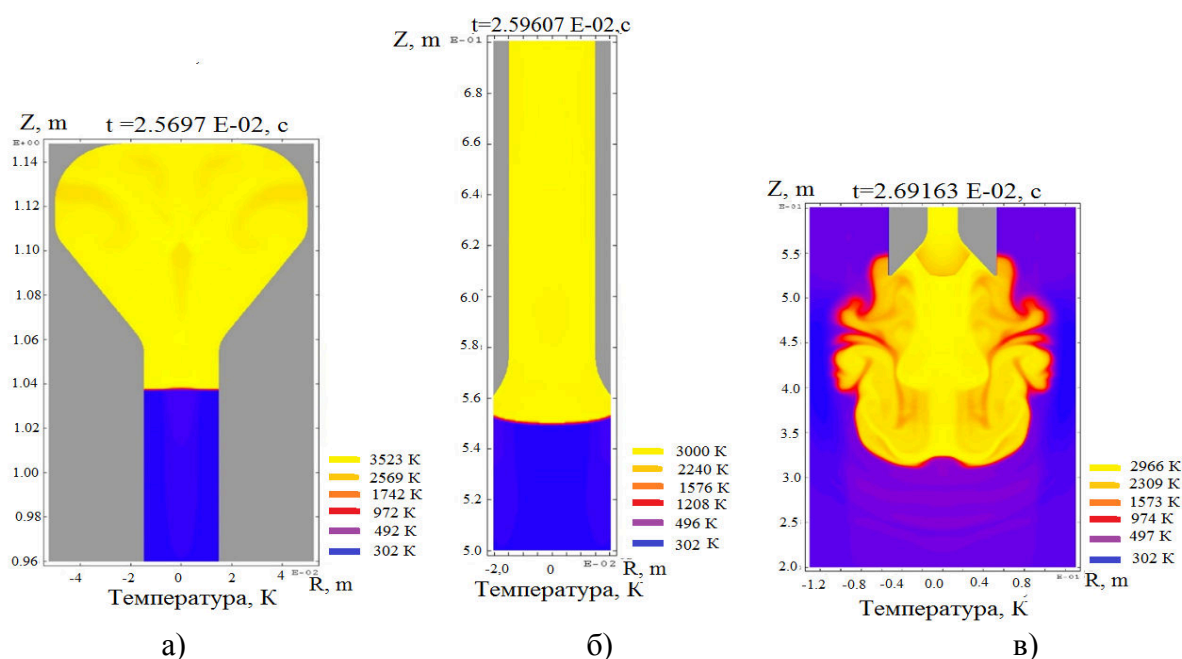 t=2.59607 E-02,c
Z, m
E-01
6.8
6.6
6.4
6.2
6.0
5.8
5.6
5.4
5.2
5.0
-2,0
0
2.0
E-02
R, m
Температура, К
3000 K
2240 K
1576 K
1208 K
496 K
302 K
б)
Z, m
t =2.5697 E-02, c
E+00
1.14
1.12
1.10
1.08
1.06
1.04
1.02
1.00
0.98
0.96
-4
-2
0
2
4
E-02
R, m
Температура, К
3523 K
2569 K
1742 K
972 K
492 K
302 K
а)
Z, m
t=2.69163 E-02, c
E-01
5.5
5.0
4.5
4.0
3.5
3.0
2.5
2.0
-1.2
-0.8
-0.4
0.0
0.4
0.8
E-01
R, m
Температура, К
2966 K
2309 K
1573 K
974 K
497 K
302 K
в)